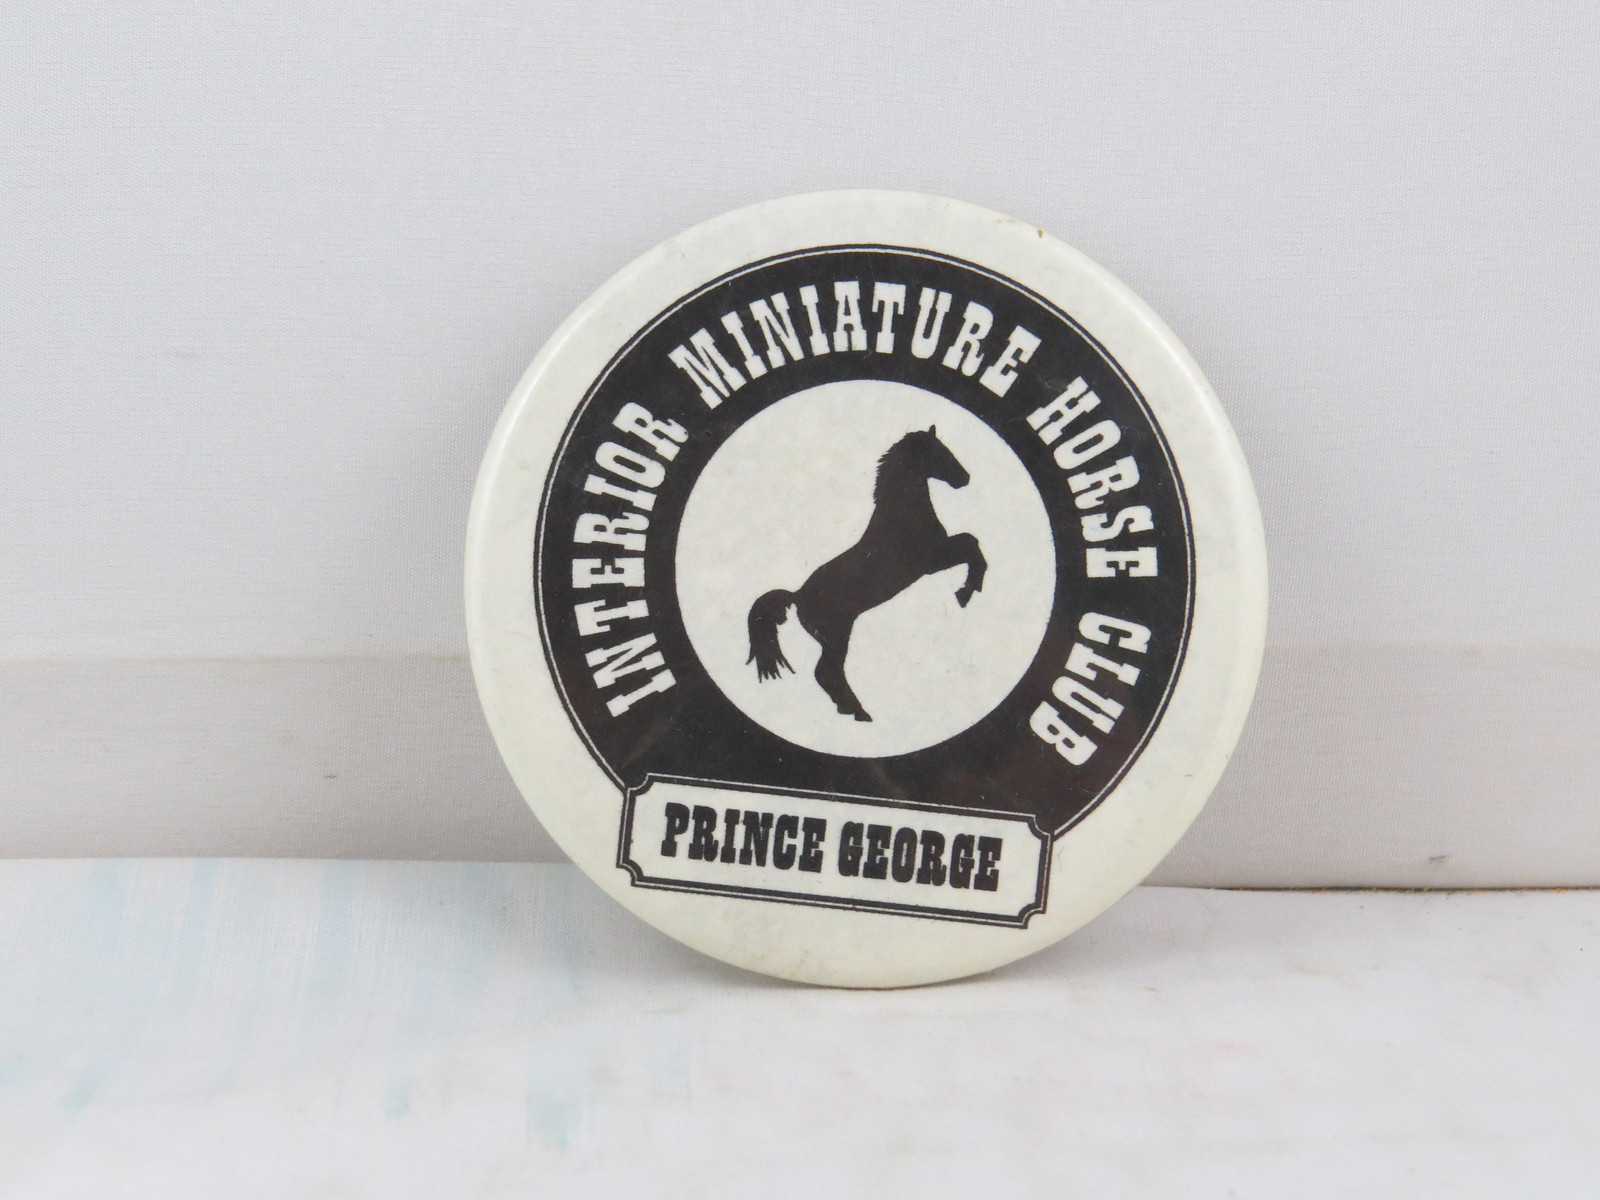 INTERIOR MINIATURE HORSE CLUB
PRINCE GEORGE